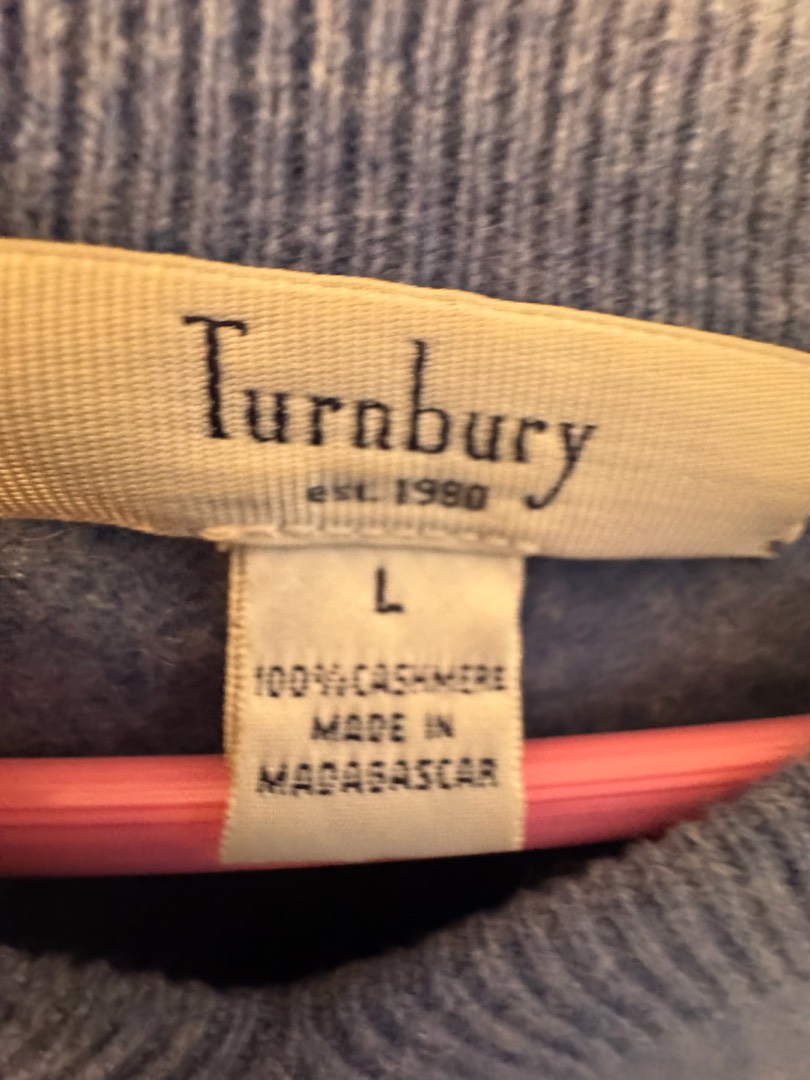 Turnbury
est. 1980
L
100% CASHMERE
MADE IN
MADAGASCAR